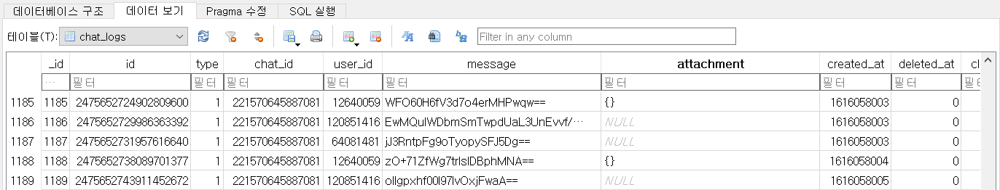 데이터베이스 구조 데이터 보기 Pragma 수정 SQL 실행
테이블(T): chat_logs Filter in any column
_id id type chat_id user_id message attachment created_at deleted_at cl
... 필터 필터 필터 필터 필터 필터 필터 필터 필터
1185 1185 2475652724902809600 1 221570645887081 12640059 WFO60H6fV3d7o4erMHPwqw== {} 1616058003 0
1186 1186 2475652729986363392 1 221570645887081 120851416 EwMQuIWDbmSmTwpdUaL3UnEvvf/... NULL 1616058003 0
1187 1187 2475652731957616640 1 221570645887081 64081481 jJ3RntpFg9oTyopySFJ5Dg== NULL 1616058003 0
1188 1188 2475652738089701377 1 221570645887081 12640059 zO+71ZfWg7trIsIDBphMNA== {} 1616058004 0
1189 1189 2475652743911452672 1 221570645887081 120851416 olIgpxhf00I97lvOxjFwaA== NULL 1616058005 0